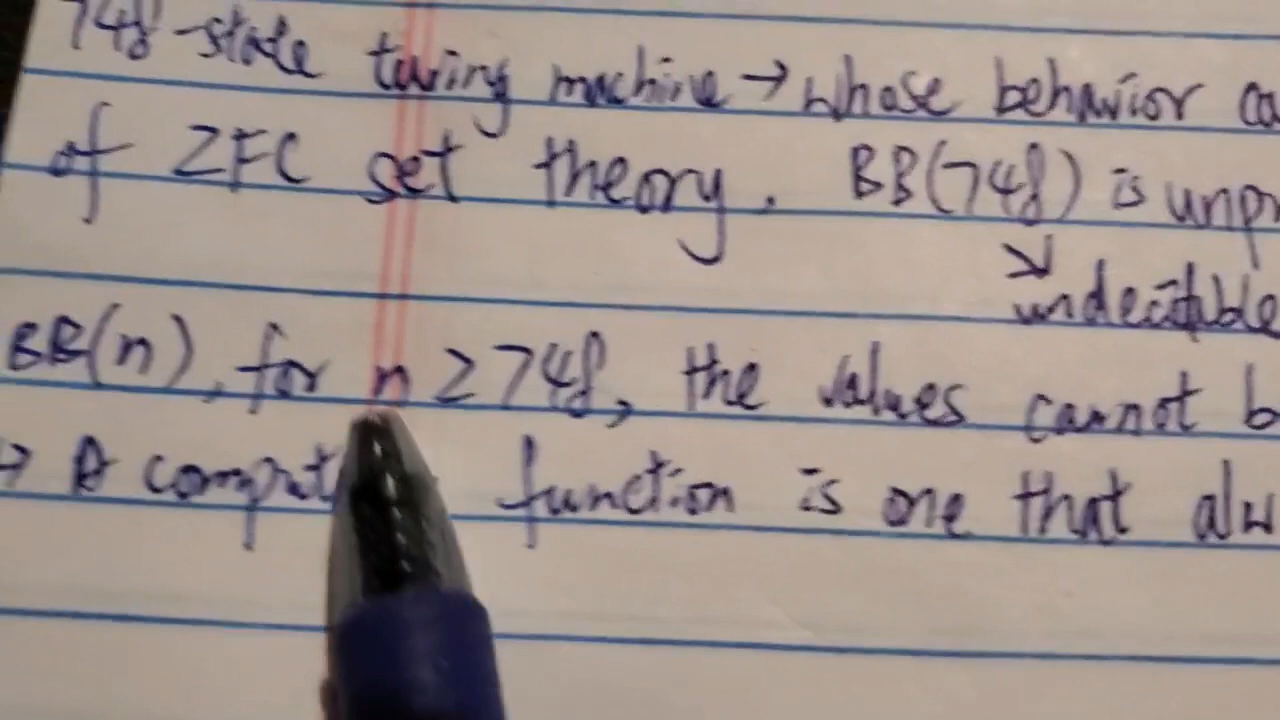 748-state turing machine → whose behavior ca
of ZFC set theory. BB(748) is unpr
↘
undecidable
BB(n), for n ≥ 748, the values cannot b
→ A comput function is one that alw